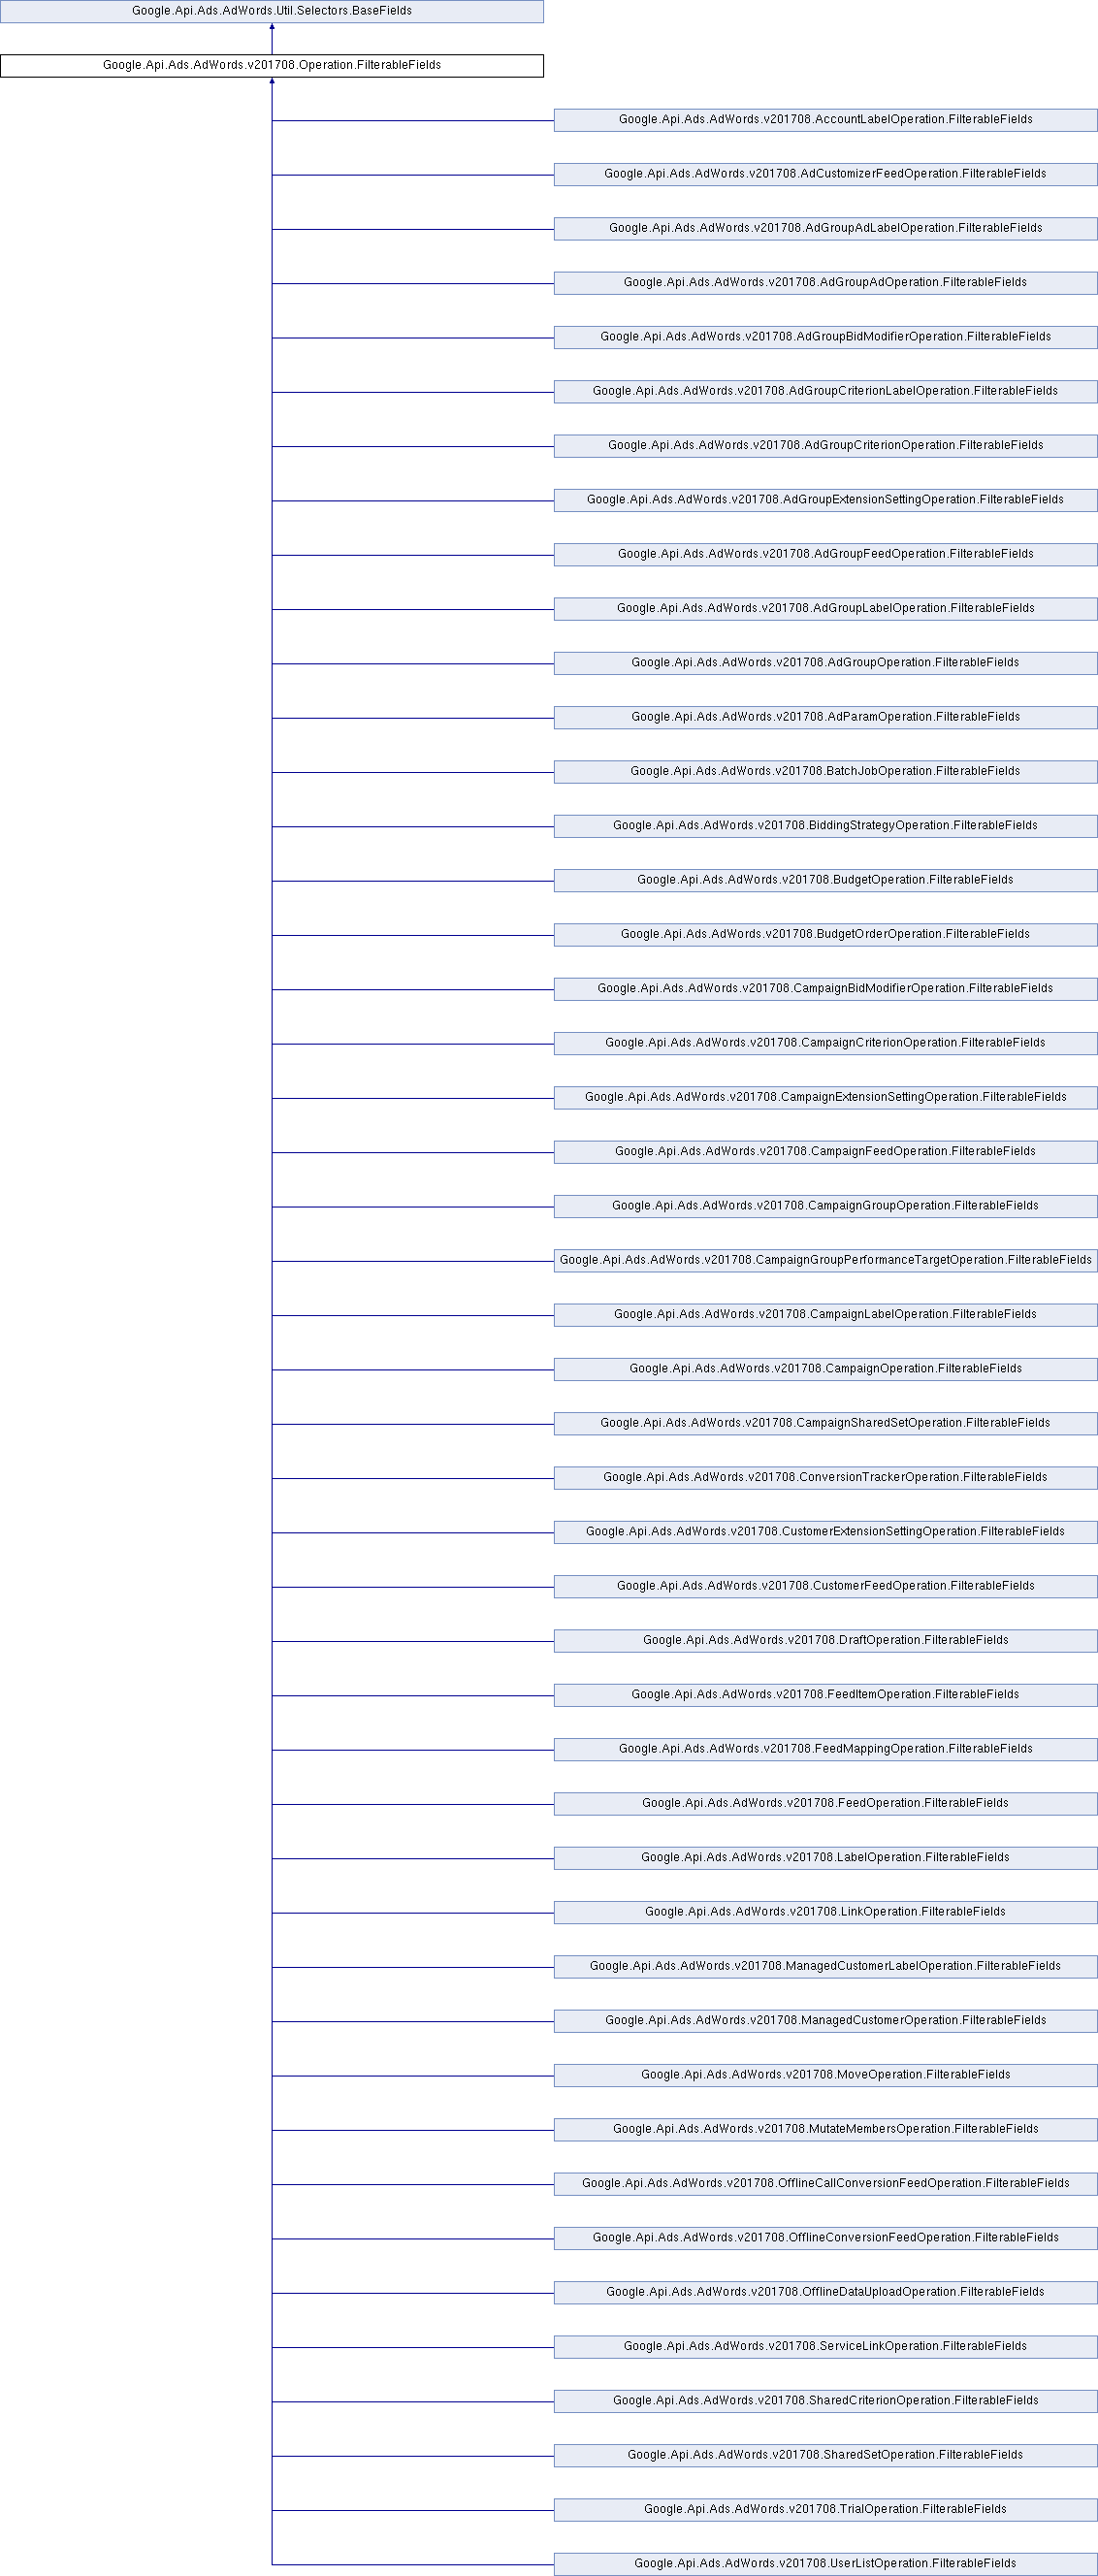 Google.Api.Ads.AdWords.Util.Selectors.BaseFields
Google.Api.Ads.AdWords.v201708.Operation.FilterableFields
Google.Api.Ads.AdWords.v201708.AccountLabelOperation.FilterableFields
Google.Api.Ads.AdWords.v201708.AdCustomizerFeedOperation.FilterableFields
Google.Api.Ads.AdWords.v201708.AdGroupAdLabelOperation.FilterableFields
Google.Api.Ads.AdWords.v201708.AdGroupAdOperation.FilterableFields
Google.Api.Ads.AdWords.v201708.AdGroupBidModifierOperation.FilterableFields
Google.Api.Ads.AdWords.v201708.AdGroupCriterionLabelOperation.FilterableFields
Google.Api.Ads.AdWords.v201708.AdGroupCriterionOperation.FilterableFields
Google.Api.Ads.AdWords.v201708.AdGroupExtensionSettingOperation.FilterableFields
Google.Api.Ads.AdWords.v201708.AdGroupFeedOperation.FilterableFields
Google.Api.Ads.AdWords.v201708.AdGroupLabelOperation.FilterableFields
Google.Api.Ads.AdWords.v201708.AdGroupOperation.FilterableFields
Google.Api.Ads.AdWords.v201708.AdParamOperation.FilterableFields
Google.Api.Ads.AdWords.v201708.BatchJobOperation.FilterableFields
Google.Api.Ads.AdWords.v201708.BiddingStrategyOperation.FilterableFields
Google.Api.Ads.AdWords.v201708.BudgetOperation.FilterableFields
Google.Api.Ads.AdWords.v201708.BudgetOrderOperation.FilterableFields
Google.Api.Ads.AdWords.v201708.CampaignBidModifierOperation.FilterableFields
Google.Api.Ads.AdWords.v201708.CampaignCriterionOperation.FilterableFields
Google.Api.Ads.AdWords.v201708.CampaignExtensionSettingOperation.FilterableFields
Google.Api.Ads.AdWords.v201708.CampaignFeedOperation.FilterableFields
Google.Api.Ads.AdWords.v201708.CampaignGroupOperation.FilterableFields
Google.Api.Ads.AdWords.v201708.CampaignGroupPerformanceTargetOperation.FilterableFields
Google.Api.Ads.AdWords.v201708.CampaignLabelOperation.FilterableFields
Google.Api.Ads.AdWords.v201708.CampaignOperation.FilterableFields
Google.Api.Ads.AdWords.v201708.CampaignSharedSetOperation.FilterableFields
Google.Api.Ads.AdWords.v201708.ConversionTrackerOperation.FilterableFields
Google.Api.Ads.AdWords.v201708.CustomerExtensionSettingOperation.FilterableFields
Google.Api.Ads.AdWords.v201708.CustomerFeedOperation.FilterableFields
Google.Api.Ads.AdWords.v201708.DraftOperation.FilterableFields
Google.Api.Ads.AdWords.v201708.FeedItemOperation.FilterableFields
Google.Api.Ads.AdWords.v201708.FeedMappingOperation.FilterableFields
Google.Api.Ads.AdWords.v201708.FeedOperation.FilterableFields
Google.Api.Ads.AdWords.v201708.LabelOperation.FilterableFields
Google.Api.Ads.AdWords.v201708.LinkOperation.FilterableFields
Google.Api.Ads.AdWords.v201708.ManagedCustomerLabelOperation.FilterableFields
Google.Api.Ads.AdWords.v201708.ManagedCustomerOperation.FilterableFields
Google.Api.Ads.AdWords.v201708.MoveOperation.FilterableFields
Google.Api.Ads.AdWords.v201708.MutateMembersOperation.FilterableFields
Google.Api.Ads.AdWords.v201708.OfflineCallConversionFeedOperation.FilterableFields
Google.Api.Ads.AdWords.v201708.OfflineConversionFeedOperation.FilterableFields
Google.Api.Ads.AdWords.v201708.OfflineDataUploadOperation.FilterableFields
Google.Api.Ads.AdWords.v201708.ServiceLinkOperation.FilterableFields
Google.Api.Ads.AdWords.v201708.SharedCriterionOperation.FilterableFields
Google.Api.Ads.AdWords.v201708.SharedSetOperation.FilterableFields
Google.Api.Ads.AdWords.v201708.TrialOperation.FilterableFields
Google.Api.Ads.AdWords.v201708.UserListOperation.FilterableFields